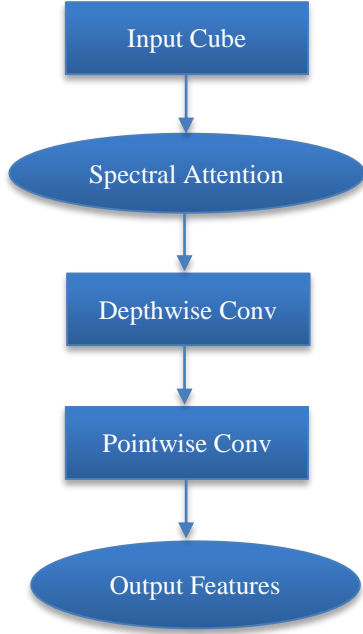 Input Cube
Spectral Attention
Depthwise Conv
Pointwise Conv
Output Features